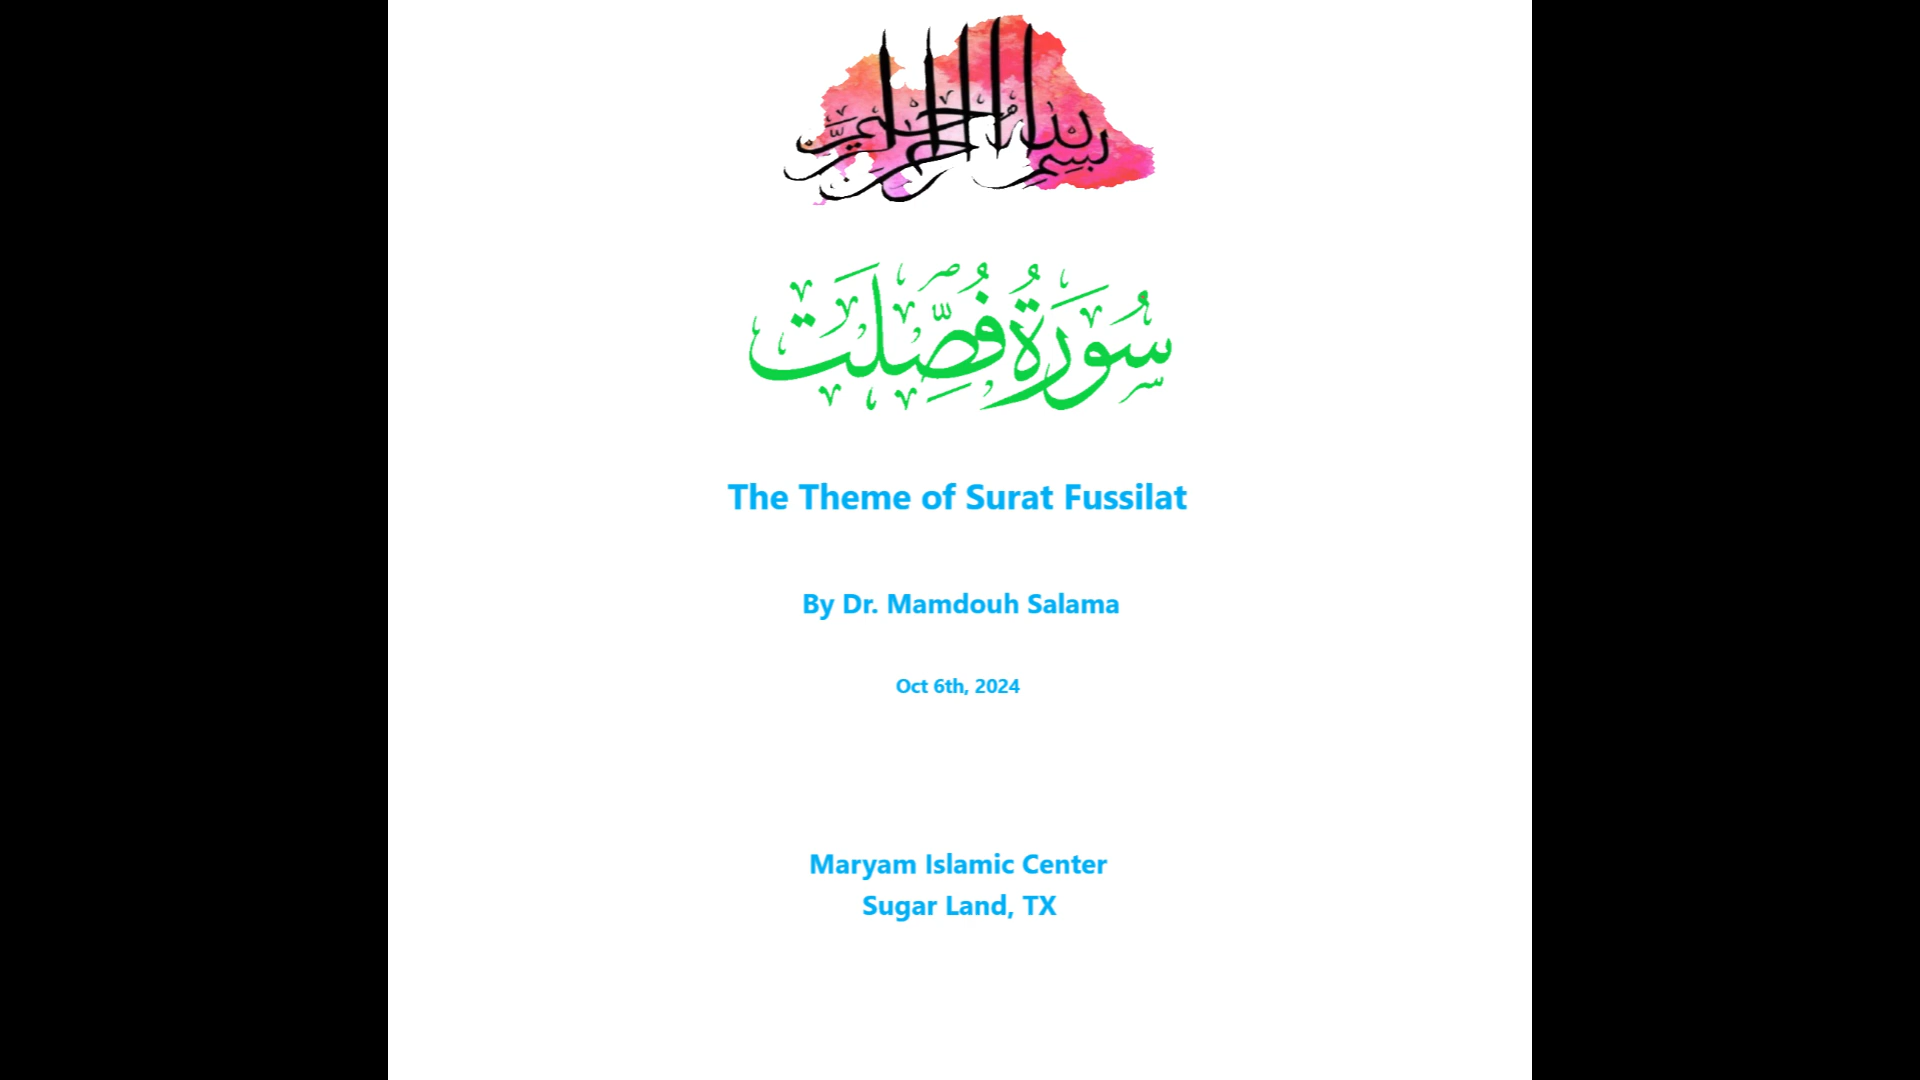 بسم الله الرحمن الرحيم
سُورَةُ فُصِّلَت
The Theme of Surat Fussilat
By Dr. Mamdouh Salama
Oct 6th, 2024
Maryam Islamic Center
Sugar Land, TX